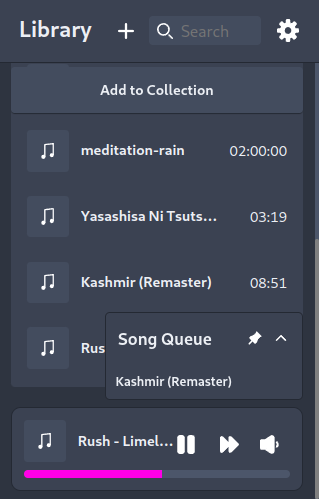 Library
Search
Add to Collection
meditation-rain 02:00:00
Yasashisa Ni Tsuts... 03:19
Kashmir (Remaster) 08:51
Rus
Song Queue
Kashmir (Remaster)
Rush - Limel...